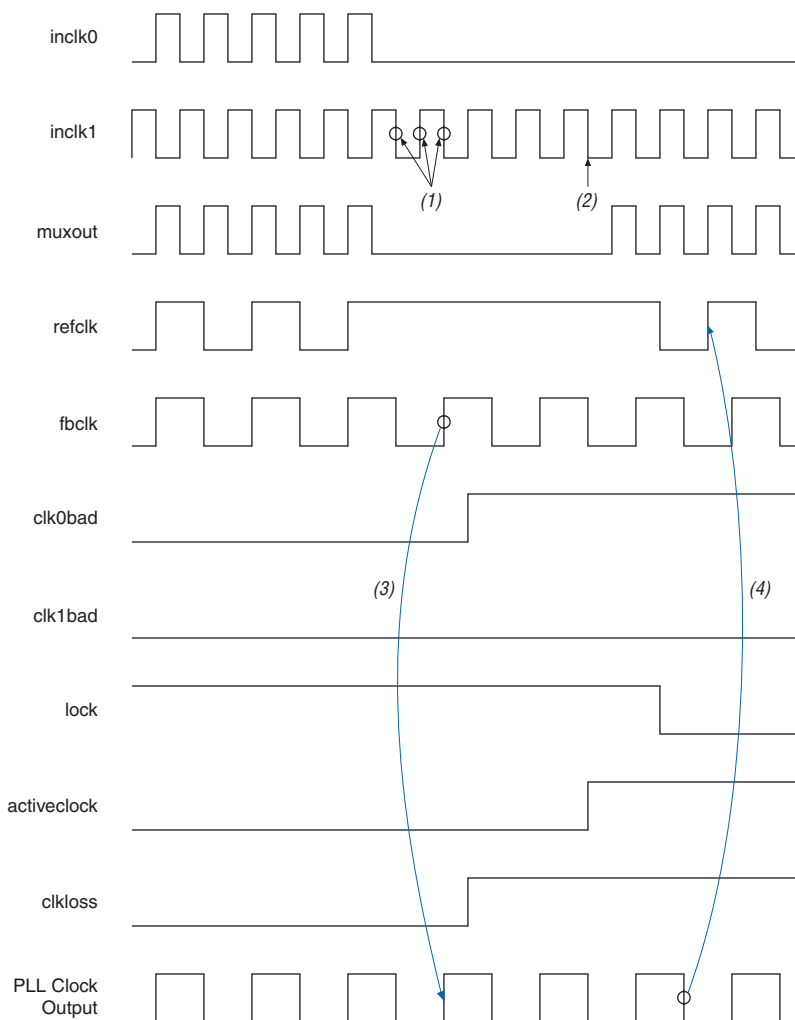 inclk0
inclk1
(1)
(2)
muxout
refclk
fbclk
clk0bad
(3)
(4)
clk1bad
lock
activeclock
clkloss
PLL Clock
Output